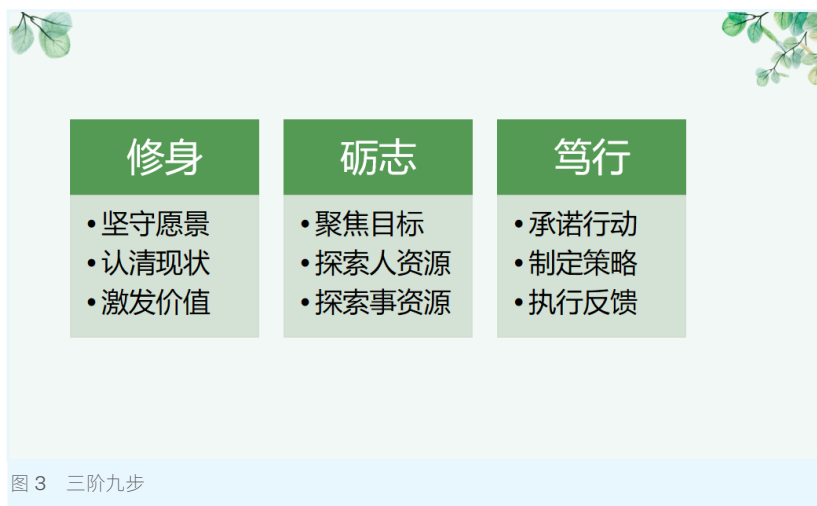 修身
• 坚守愿景
• 认清现状
• 激发价值
砺志
• 聚焦目标
• 探索人资源
• 探索事资源
笃行
• 承诺行动
• 制定策略
• 执行反馈
图 3 三阶九步